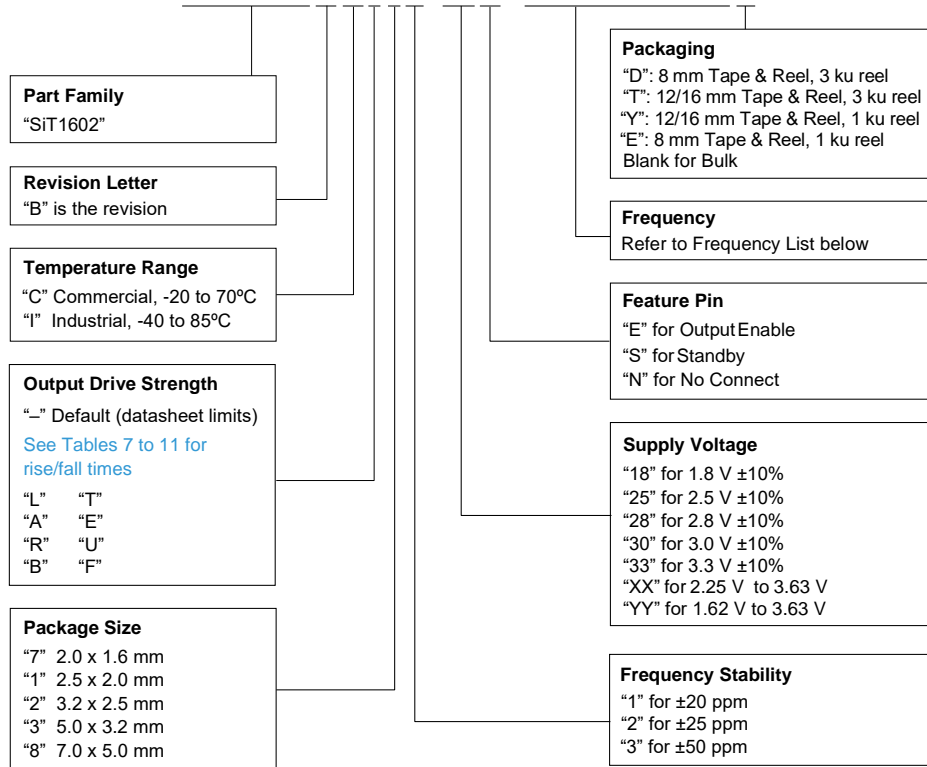 Part Family
“SiT1602”
Revision Letter
“B” is the revision
Temperature Range
“C” Commercial, -20 to 70ºC
“I” Industrial, -40 to 85ºC
Output Drive Strength
“–” Default (datasheet limits)
See Tables 7 to 11 for
rise/fall times
“L” “T”
“A” “E”
“R” “U”
“B” “F”
Package Size
“7” 2.0 x 1.6 mm
“1” 2.5 x 2.0 mm
“2” 3.2 x 2.5 mm
“3” 5.0 x 3.2 mm
“8” 7.0 x 5.0 mm
Packaging
“D”: 8 mm Tape & Reel, 3 ku reel
“T”: 12/16 mm Tape & Reel, 3 ku reel
“Y”: 12/16 mm Tape & Reel, 1 ku reel
“E”: 8 mm Tape & Reel, 1 ku reel
Blank for Bulk
Frequency
Refer to Frequency List below
Feature Pin
“E” for Output Enable
“S” for Standby
“N” for No Connect
Supply Voltage
“18” for 1.8 V ±10%
“25” for 2.5 V ±10%
“28” for 2.8 V ±10%
“30” for 3.0 V ±10%
“33” for 3.3 V ±10%
“XX” for 2.25 V to 3.63 V
“YY” for 1.62 V to 3.63 V
Frequency Stability
“1” for ±20 ppm
“2” for ±25 ppm
“3” for ±50 ppm